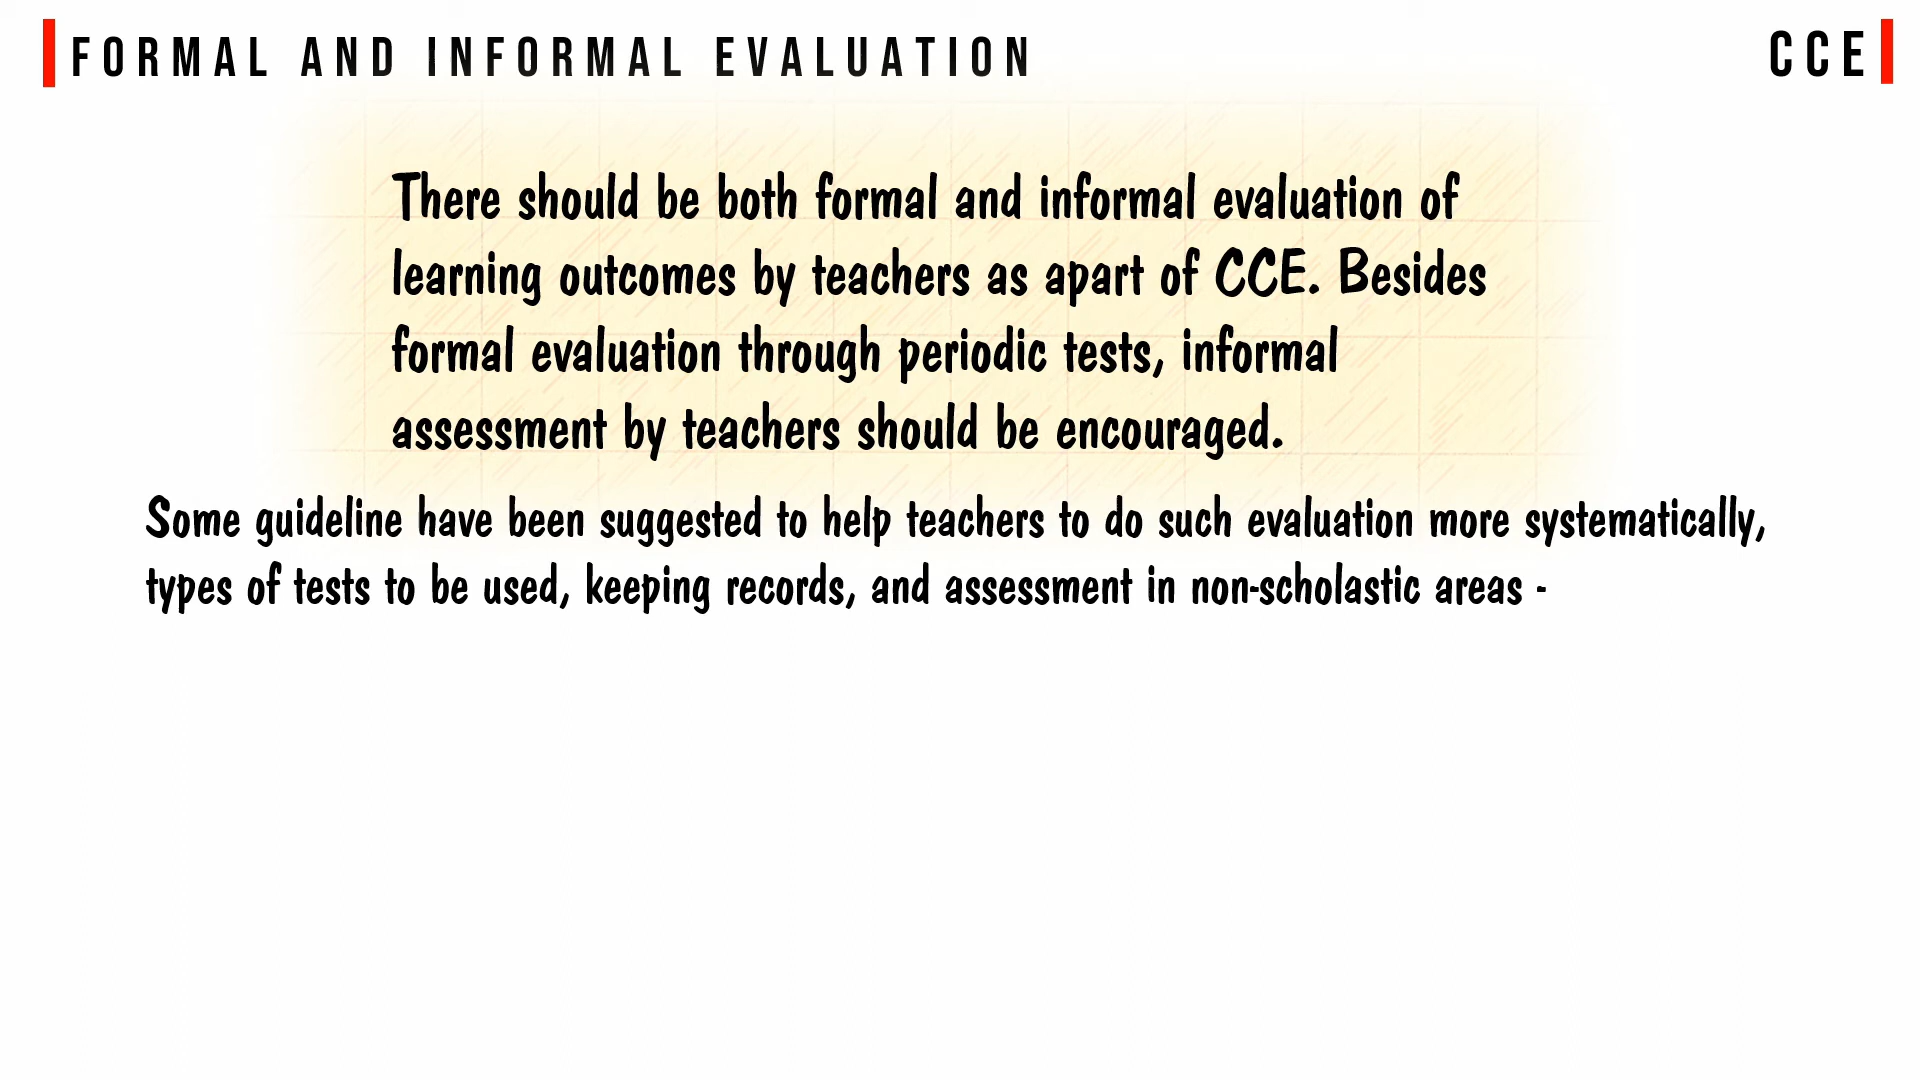 FORMAL AND INFORMAL EVALUATION
CCE
There should be both formal and informal evaluation of
learning outcomes by teachers as apart of CCE. Besides
formal evaluation through periodic tests, informal
assessment by teachers should be encouraged.
Some guideline have been suggested to help teachers to do such evaluation more systematically,
types of tests to be used, keeping records, and assessment in non-scholastic areas -